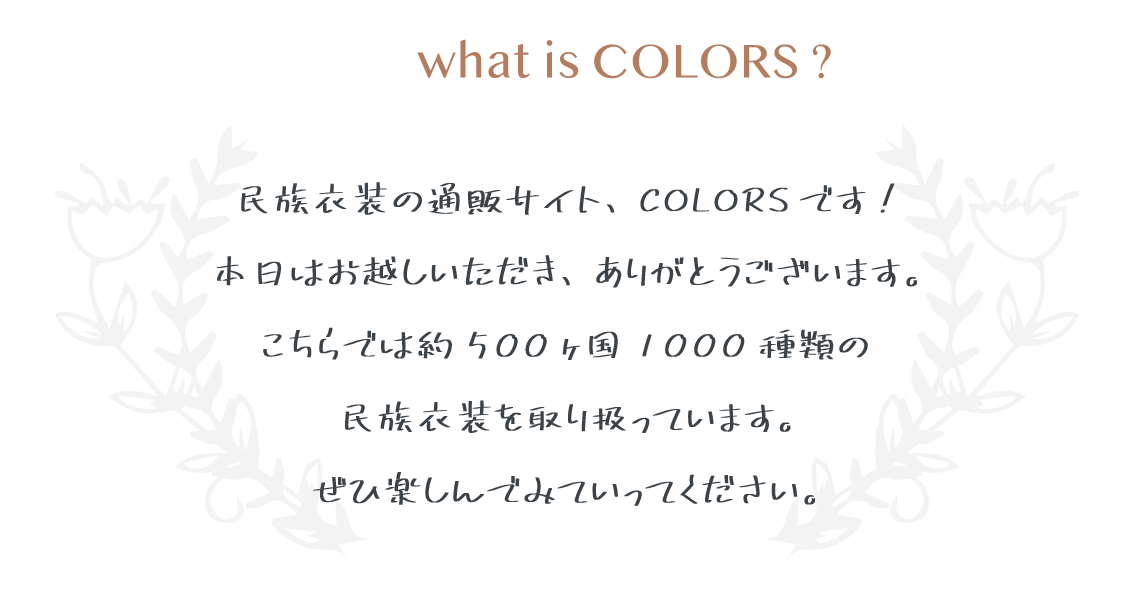 what is COLORS ?
民族衣装の通販サイト、COLORSです！
本日はお越しいただき、ありがとうございます。
こちらでは約500ヶ国1000種類の
民族衣装を取り扱っています。
ぜひ楽しんでみていってください。